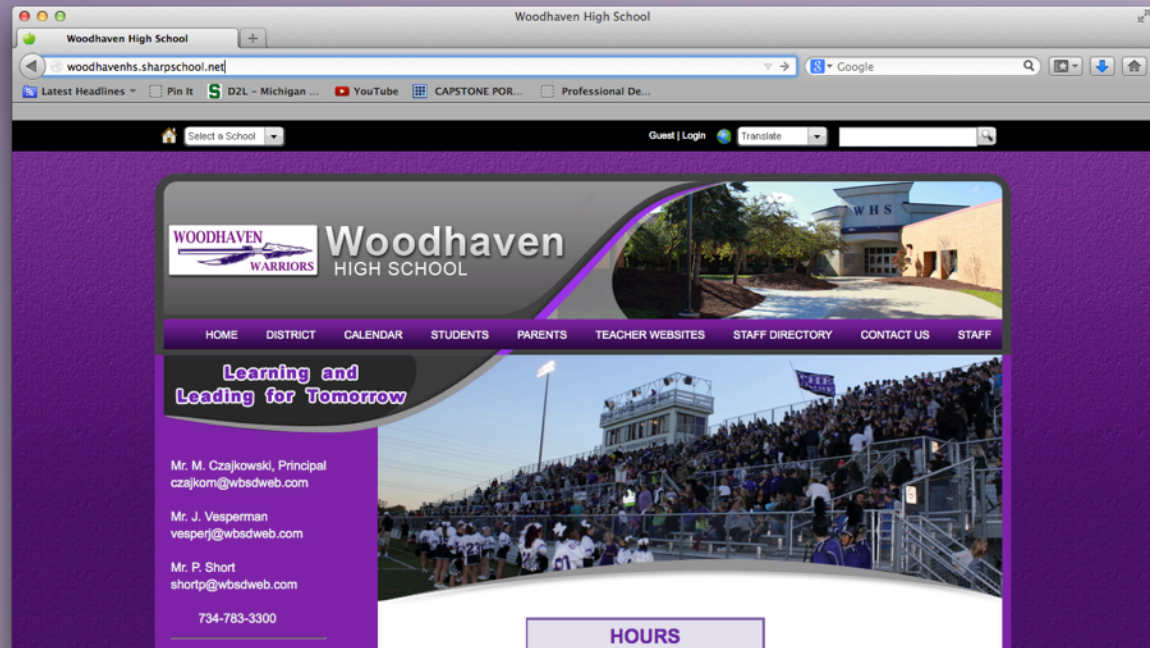 Woodhaven High School
Woodhaven High School
woodhavenhs.sharpschool.net
Google
Latest Headlines
Pin It
S D2L - Michigan ...
YouTube
CAPSTONE POR...
Professional De...
Select a School
Guest | Login
Translate
WHS
WOODHAVEN
WARRIORS
Woodhaven
HIGH SCHOOL
HOME DISTRICT CALENDAR STUDENTS PARENTS TEACHER WEBSITES STAFF DIRECTORY CONTACT US STAFF
Learning and
Leading for Tomorrow
Mr. M. Czajkowski, Principal
czajkom@wbsdweb.com
Mr. J. Vesperman
vesperj@wbsdweb.com
Mr. P. Short
shortp@wbsdweb.com
734-783-3300
HOURS